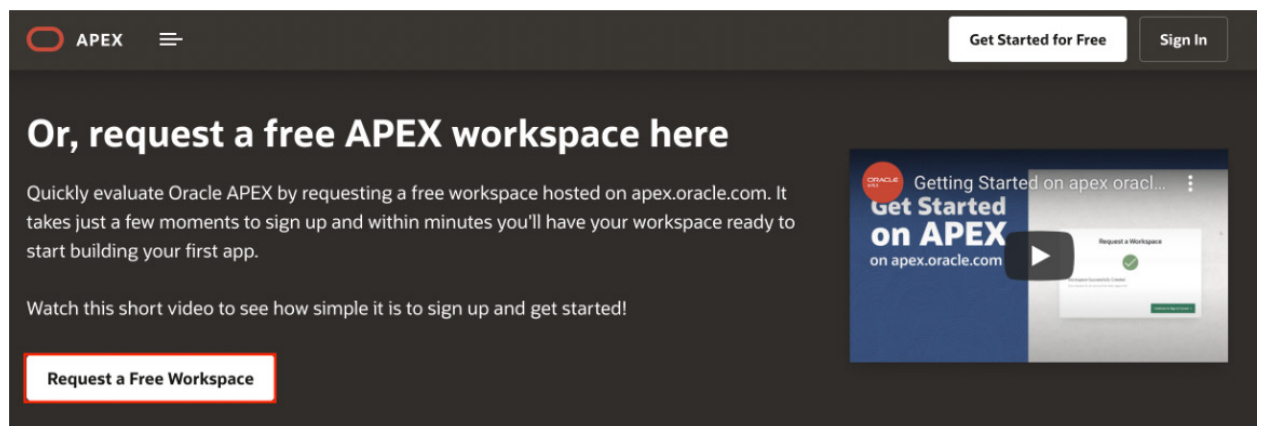 APEX
Get Started for Free
Sign In
Or, request a free APEX workspace here
Quickly evaluate Oracle APEX by requesting a free workspace hosted on apex.oracle.com. It
takes just a few moments to sign up and within minutes you'll have your workspace ready to
start building your first app.
Watch this short video to see how simple it is to sign up and get started!
Request a Free Workspace
ORACLE
APEX
Getting Started on apex oracl...
Get Started
on APEX
on apex.oracle.com
Request a Workspace